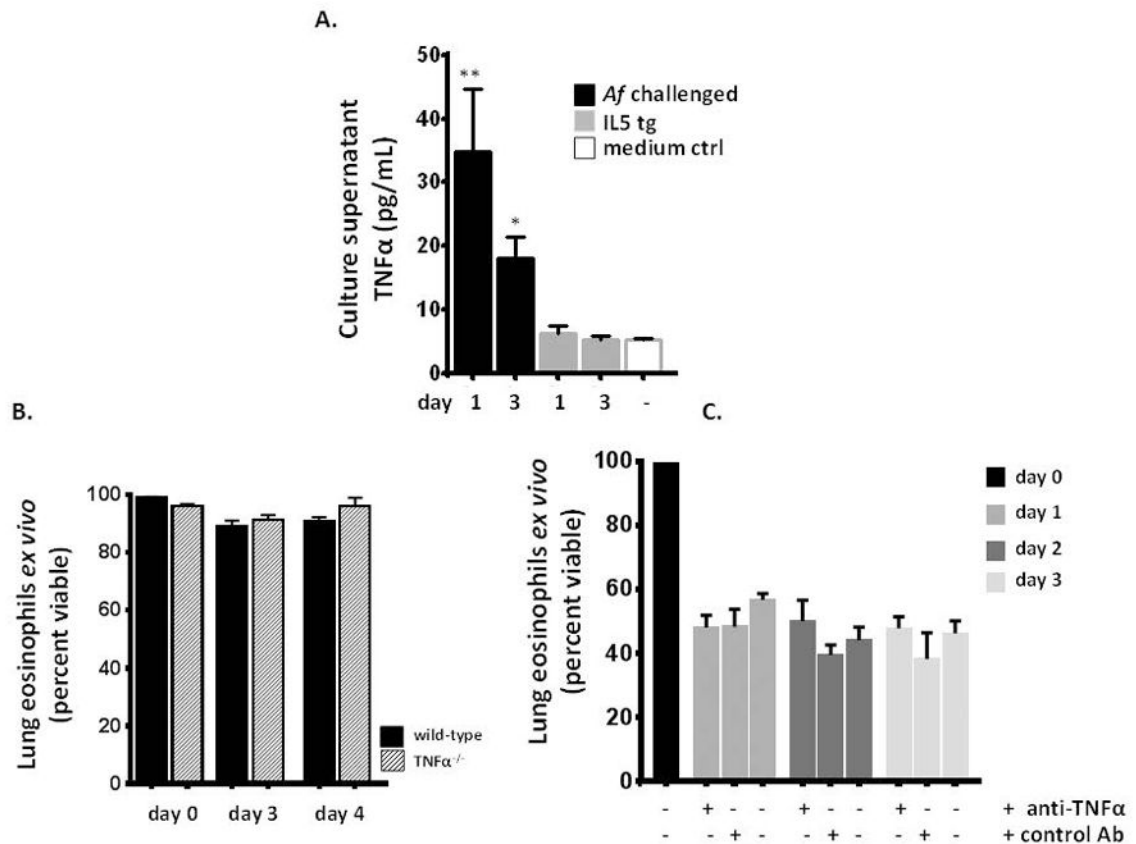 A.
Culture supernatant
TNFα (pg/mL)
50
40
30
20
10
0
**
*
Af challenged
IL5 tg
medium ctrl
day 1 3 1 3 -
B.
Lung eosinophils ex vivo
(percent viable)
100
80
60
40
20
0
wild-type
TNFα-/-
day 0 day 3 day 4
C.
Lung eosinophils ex vivo
(percent viable)
100
80
60
40
20
0
day 0
day 1
day 2
day 3
- + - - + - - + - - + anti-TNFα
- - + - - + - - + - + control Ab